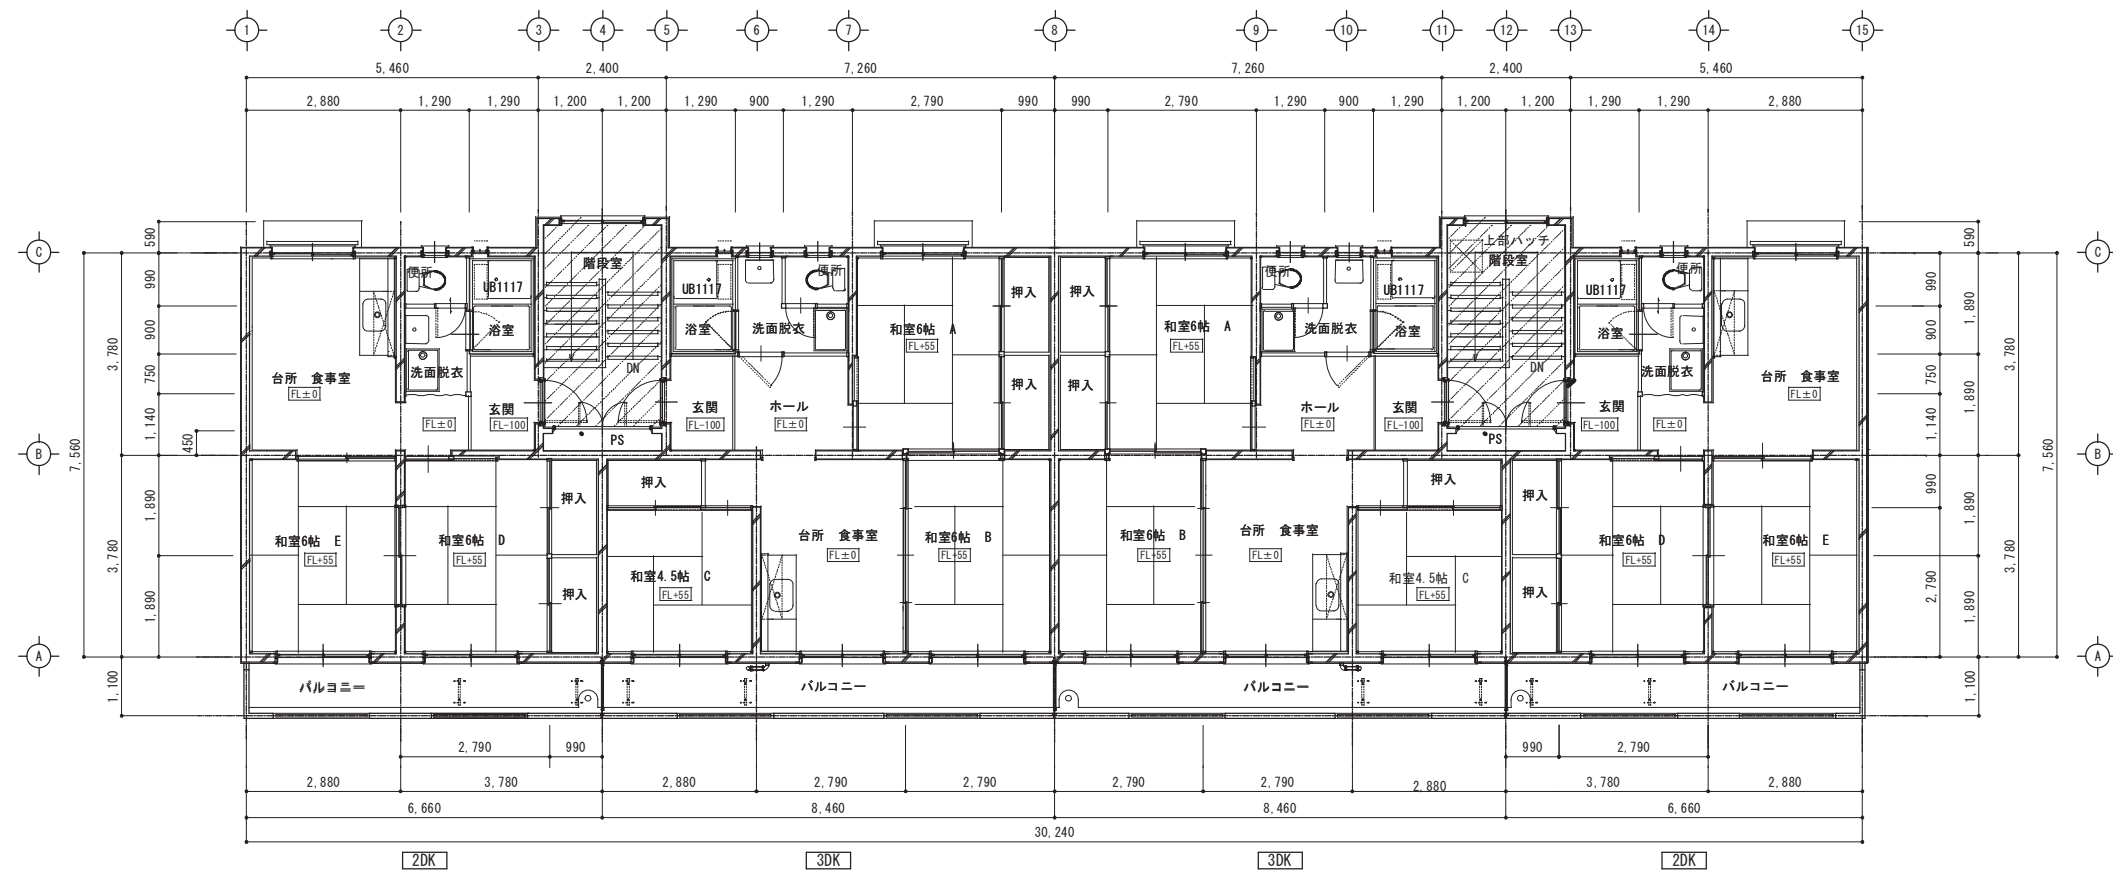 1 2 3 4 5 6 7 8 9 10 11 12 13 14 15
5,460 2,400 7,260 7,260 2,400 5,460
2,880 1,290 1,290 1,200 1,200 1,290 900 1,290 2,790 990 990 2,790 1,290 900 1,290 1,200 1,200 1,290 1,290 2,880
590 590
C C
上部ハッチ
階段室 階段室
便所 便所 便所 便所
990 990
UB1117 UB1117 UB1117 UB1117
押入 押入
1,890
900 900
浴室 浴室 洗面脱衣 和室6帖 A 和室6帖 A 洗面脱衣 浴室 浴室
FL+55 FL+55
3,780 3,780
DN DN
洗面脱衣 洗面脱衣
750 750
台所 食事室 台所 食事室
FL±0 FL±0
押入 押入
1,890
玄関 玄関 ホール ホール 玄関 玄関
FL±0 FL-100 FL-100 FL±0 FL±0 FL-100 FL-100 FL±0
1,140 1,140
450
PS PS
7,560 7,560
B B
押入 押入 押入 押入
990
1,890 1,890
和室6帖 E 和室6帖 D 台所 食事室 和室6帖 B 和室6帖 B 台所 食事室 和室6帖 D 和室6帖 E
FL+55 FL+55 FL±0 FL+55 FL+55 FL±0 FL+55 FL+55
3,780 3,780
和室4.5帖 C 和室4.5帖 C
FL+55 FL+55
押入 押入
2,790
1,890 1,890
A A
バルコニー バルコニー バルコニー バルコニー
1,100 1,100
2,790 990 990 2,790
2,880 3,780 2,880 2,790 2,790 2,790 2,790 2,880 3,780 2,880
6,660 8,460 8,460 6,660
30,240
2DK 3DK 3DK 2DK